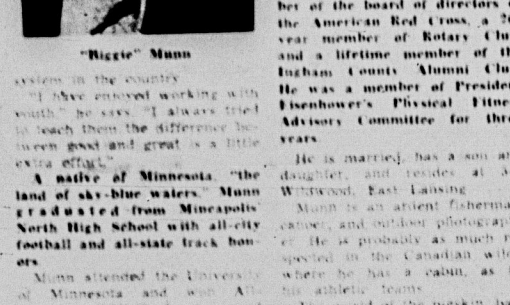 "Biggie" Munn
system in the country
"I have enjoyed working with
youth," he says. "I always tried
to teach them the difference be-
tween good and great is a little
extra effort."
A native of Minnesota, "the
land of sky-blue waters," Munn
graduated from Mineapolis'
North High School with all-city
football and all-state track hon-
ors.
Munn attended the University
of Minnesota and won All-
ber of the board of directors
the American Red Cross, a
year member of Rotary Clu
and a lifetime member of th
Ingham County Alumni Clu
He was a member of Preside
Eisenhower's Physical Fitne
Advisory Committee for thr
years.
He is married, has a son an
daughter, and resides at
Wildwood, East Lansing
Munn is an ardent fisherma
canoer, and outdoor photograp
er. He is probably as much r
spected in the Canadian wild
where he has a cabin, as
his athletic teams.